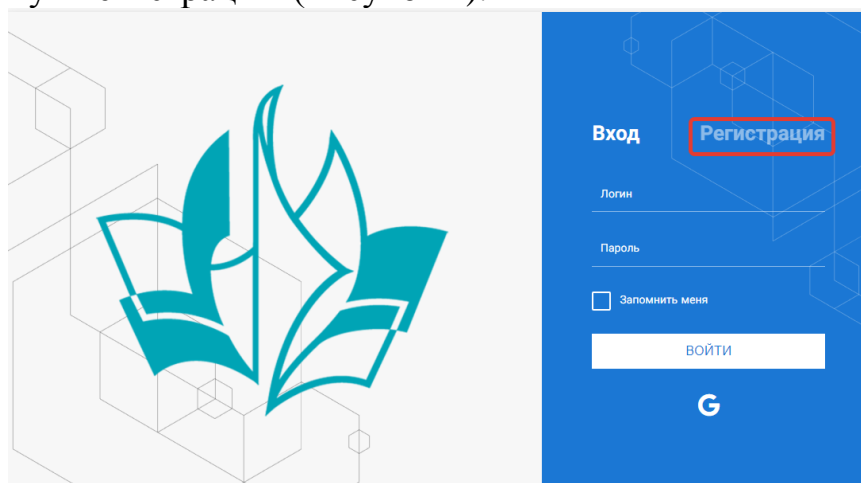 Вход Регистрация
Логин
Пароль
Запомнить меня
ВОЙТИ
G